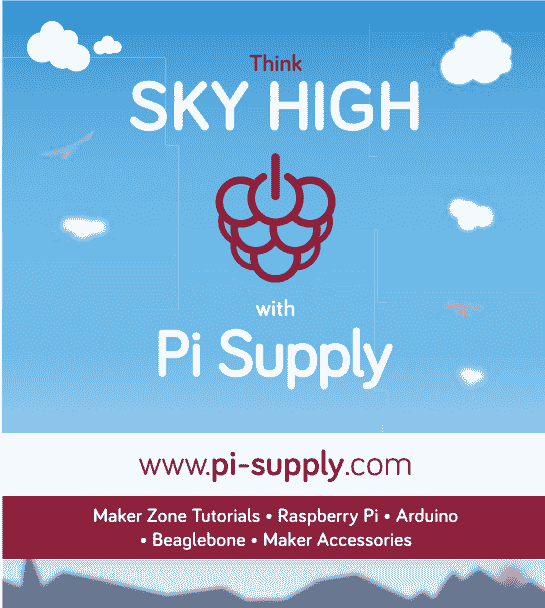 Think
SKY HIGH
with
Pi Supply
www.pi-supply.com
Maker Zone Tutorials • Raspberry Pi • Arduino
• Beaglebone • Maker Accessories